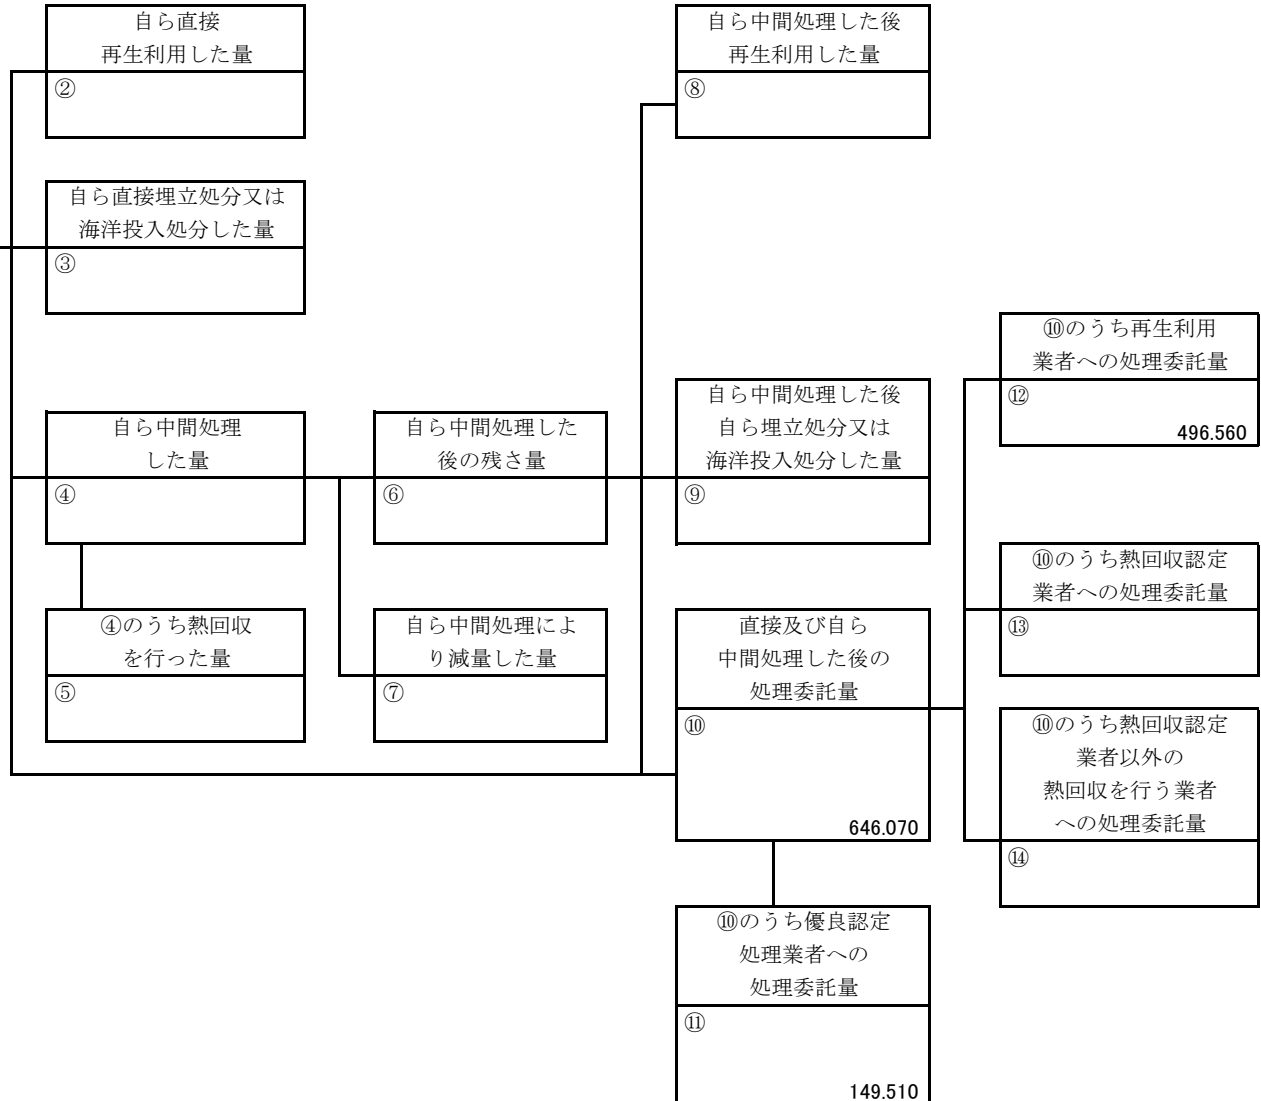 自ら直接
再生利用した量
②
自ら中間処理した後
再生利用した量
⑧
自ら直接埋立処分又は
海洋投入処分した量
③
⑩のうち再生利用
業者への処理委託量
⑫
496.560
自ら中間処理
した量
④
自ら中間処理した
後の残さ量
⑥
自ら中間処理した後
自ら埋立処分又は
海洋投入処分した量
⑨
⑩のうち熱回収認定
業者への処理委託量
⑬
④のうち熱回収
を行った量
⑤
自ら中間処理によ
り減量した量
⑦
直接及び自ら
中間処理した後の
処理委託量
⑩
646.070
⑩のうち熱回収認定
業者以外の
熱回収を行う業者
への処理委託量
⑭
⑩のうち優良認定
処理業者への
処理委託量
⑪
149.510